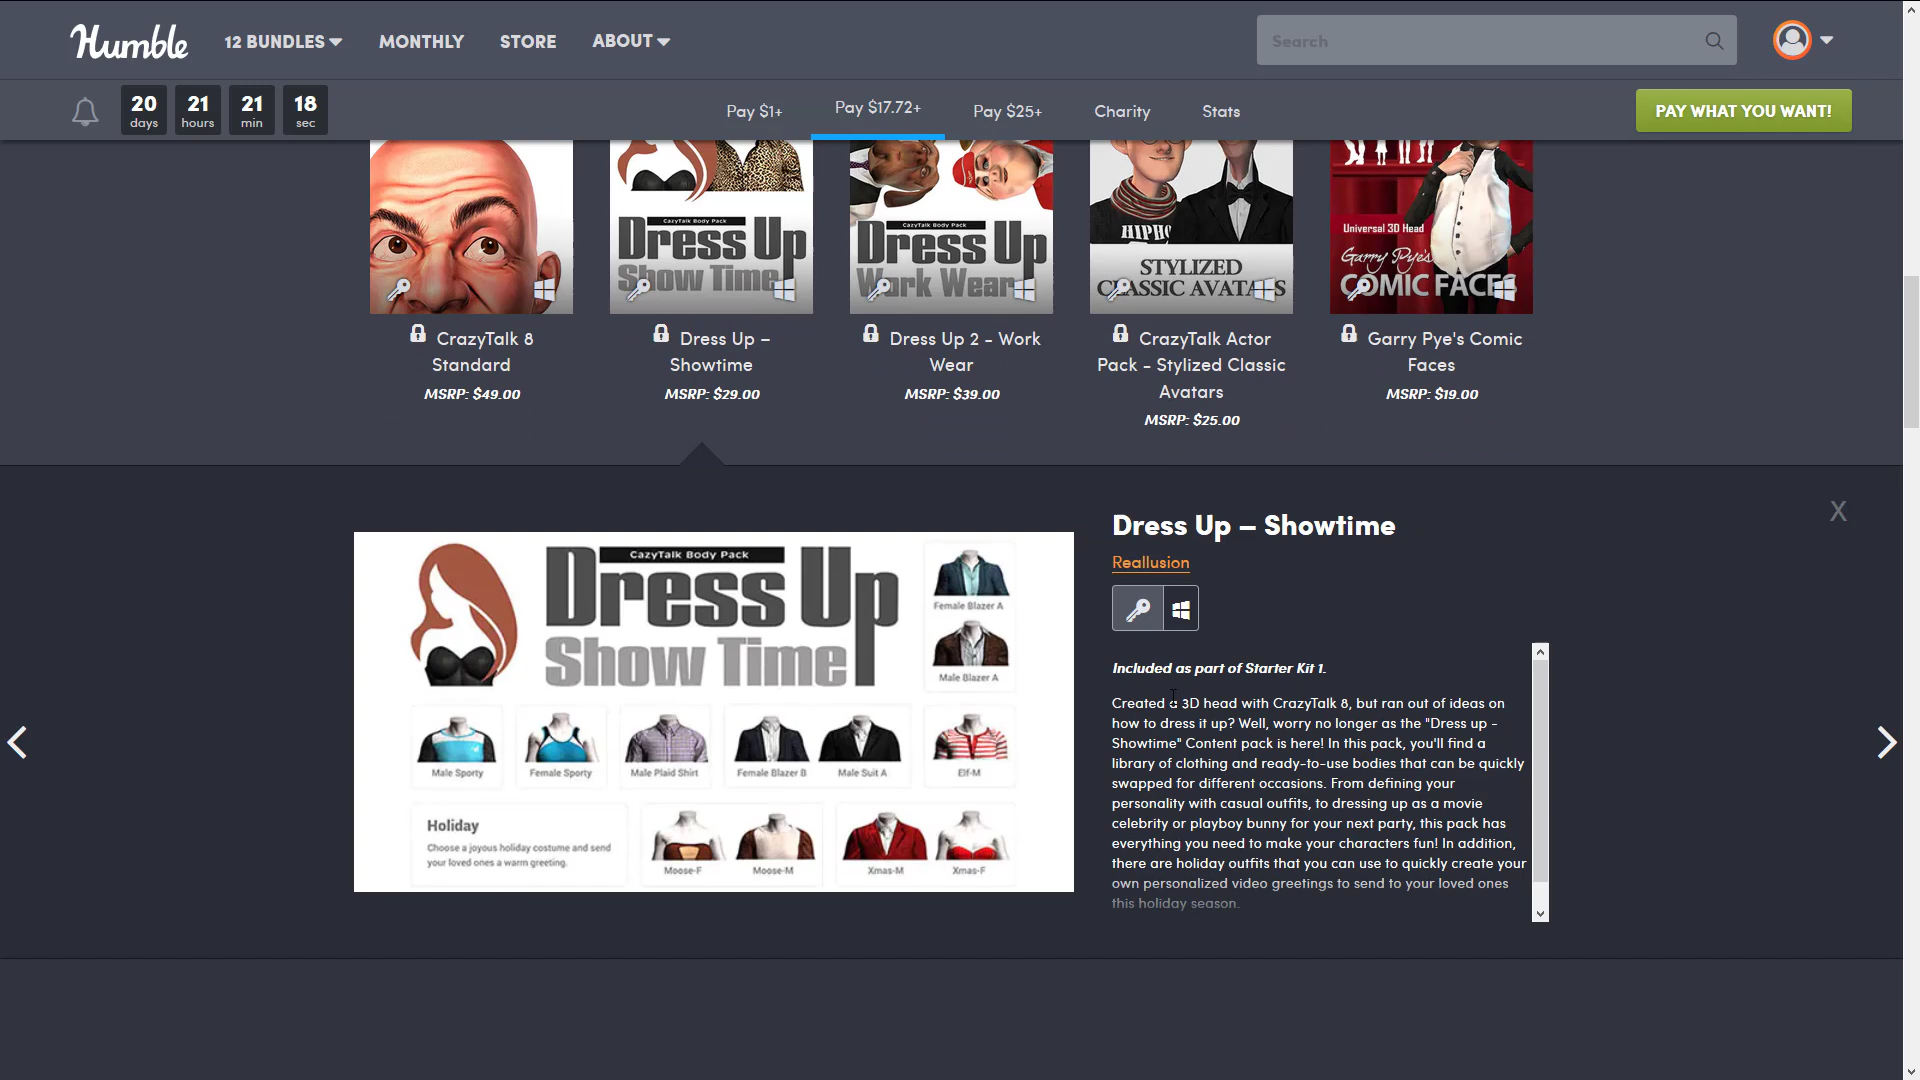 Humble
12 BUNDLES
MONTHLY
STORE
ABOUT
Search
20
days
21
hours
21
min
18
sec
Pay $1+
Pay $17.72+
Pay $25+
Charity
Stats
PAY WHAT YOU WANT!
CazyTalk Body Pack
Dress Up
Show Time
CazyTalk Body Pack
Dress Up
Work Wear
HIPHO
STYLIZED
CLASSIC AVATARS
Universal 3D Head
Garry Pye's
COMIC FACES
CrazyTalk 8
Standard
MSRP: $49.00
Dress Up –
Showtime
MSRP: $29.00
Dress Up 2 - Work
Wear
MSRP: $39.00
CrazyTalk Actor
Pack - Stylized Classic
Avatars
MSRP: $25.00
Garry Pye's Comic
Faces
MSRP: $19.00
X
CazyTalk Body Pack
Dress Up
Show Time
Female Blazer A
Male Blazer A
Male Sporty
Female Sporty
Male Plaid Shirt
Female Blazer B
Male Suit A
Elf-M
Holiday
Choose a joyous holiday costume and send
your loved ones a warm greeting.
Moose-F
Moose-M
Xmas-M
Xmas-F
Dress Up – Showtime
Reallusion
Included as part of Starter Kit 1.
Created a 3D head with CrazyTalk 8, but ran out of ideas on
how to dress it up? Well, worry no longer as the "Dress up -
Showtime" Content pack is here! In this pack, you'll find a
library of clothing and ready-to-use bodies that can be quickly
swapped for different occasions. From defining your
personality with casual outfits, to dressing up as a movie
celebrity or playboy bunny for your next party, this pack has
everything you need to make your characters fun! In addition,
there are holiday outfits that you can use to quickly create your
own personalized video greetings to send to your loved ones
this holiday season.